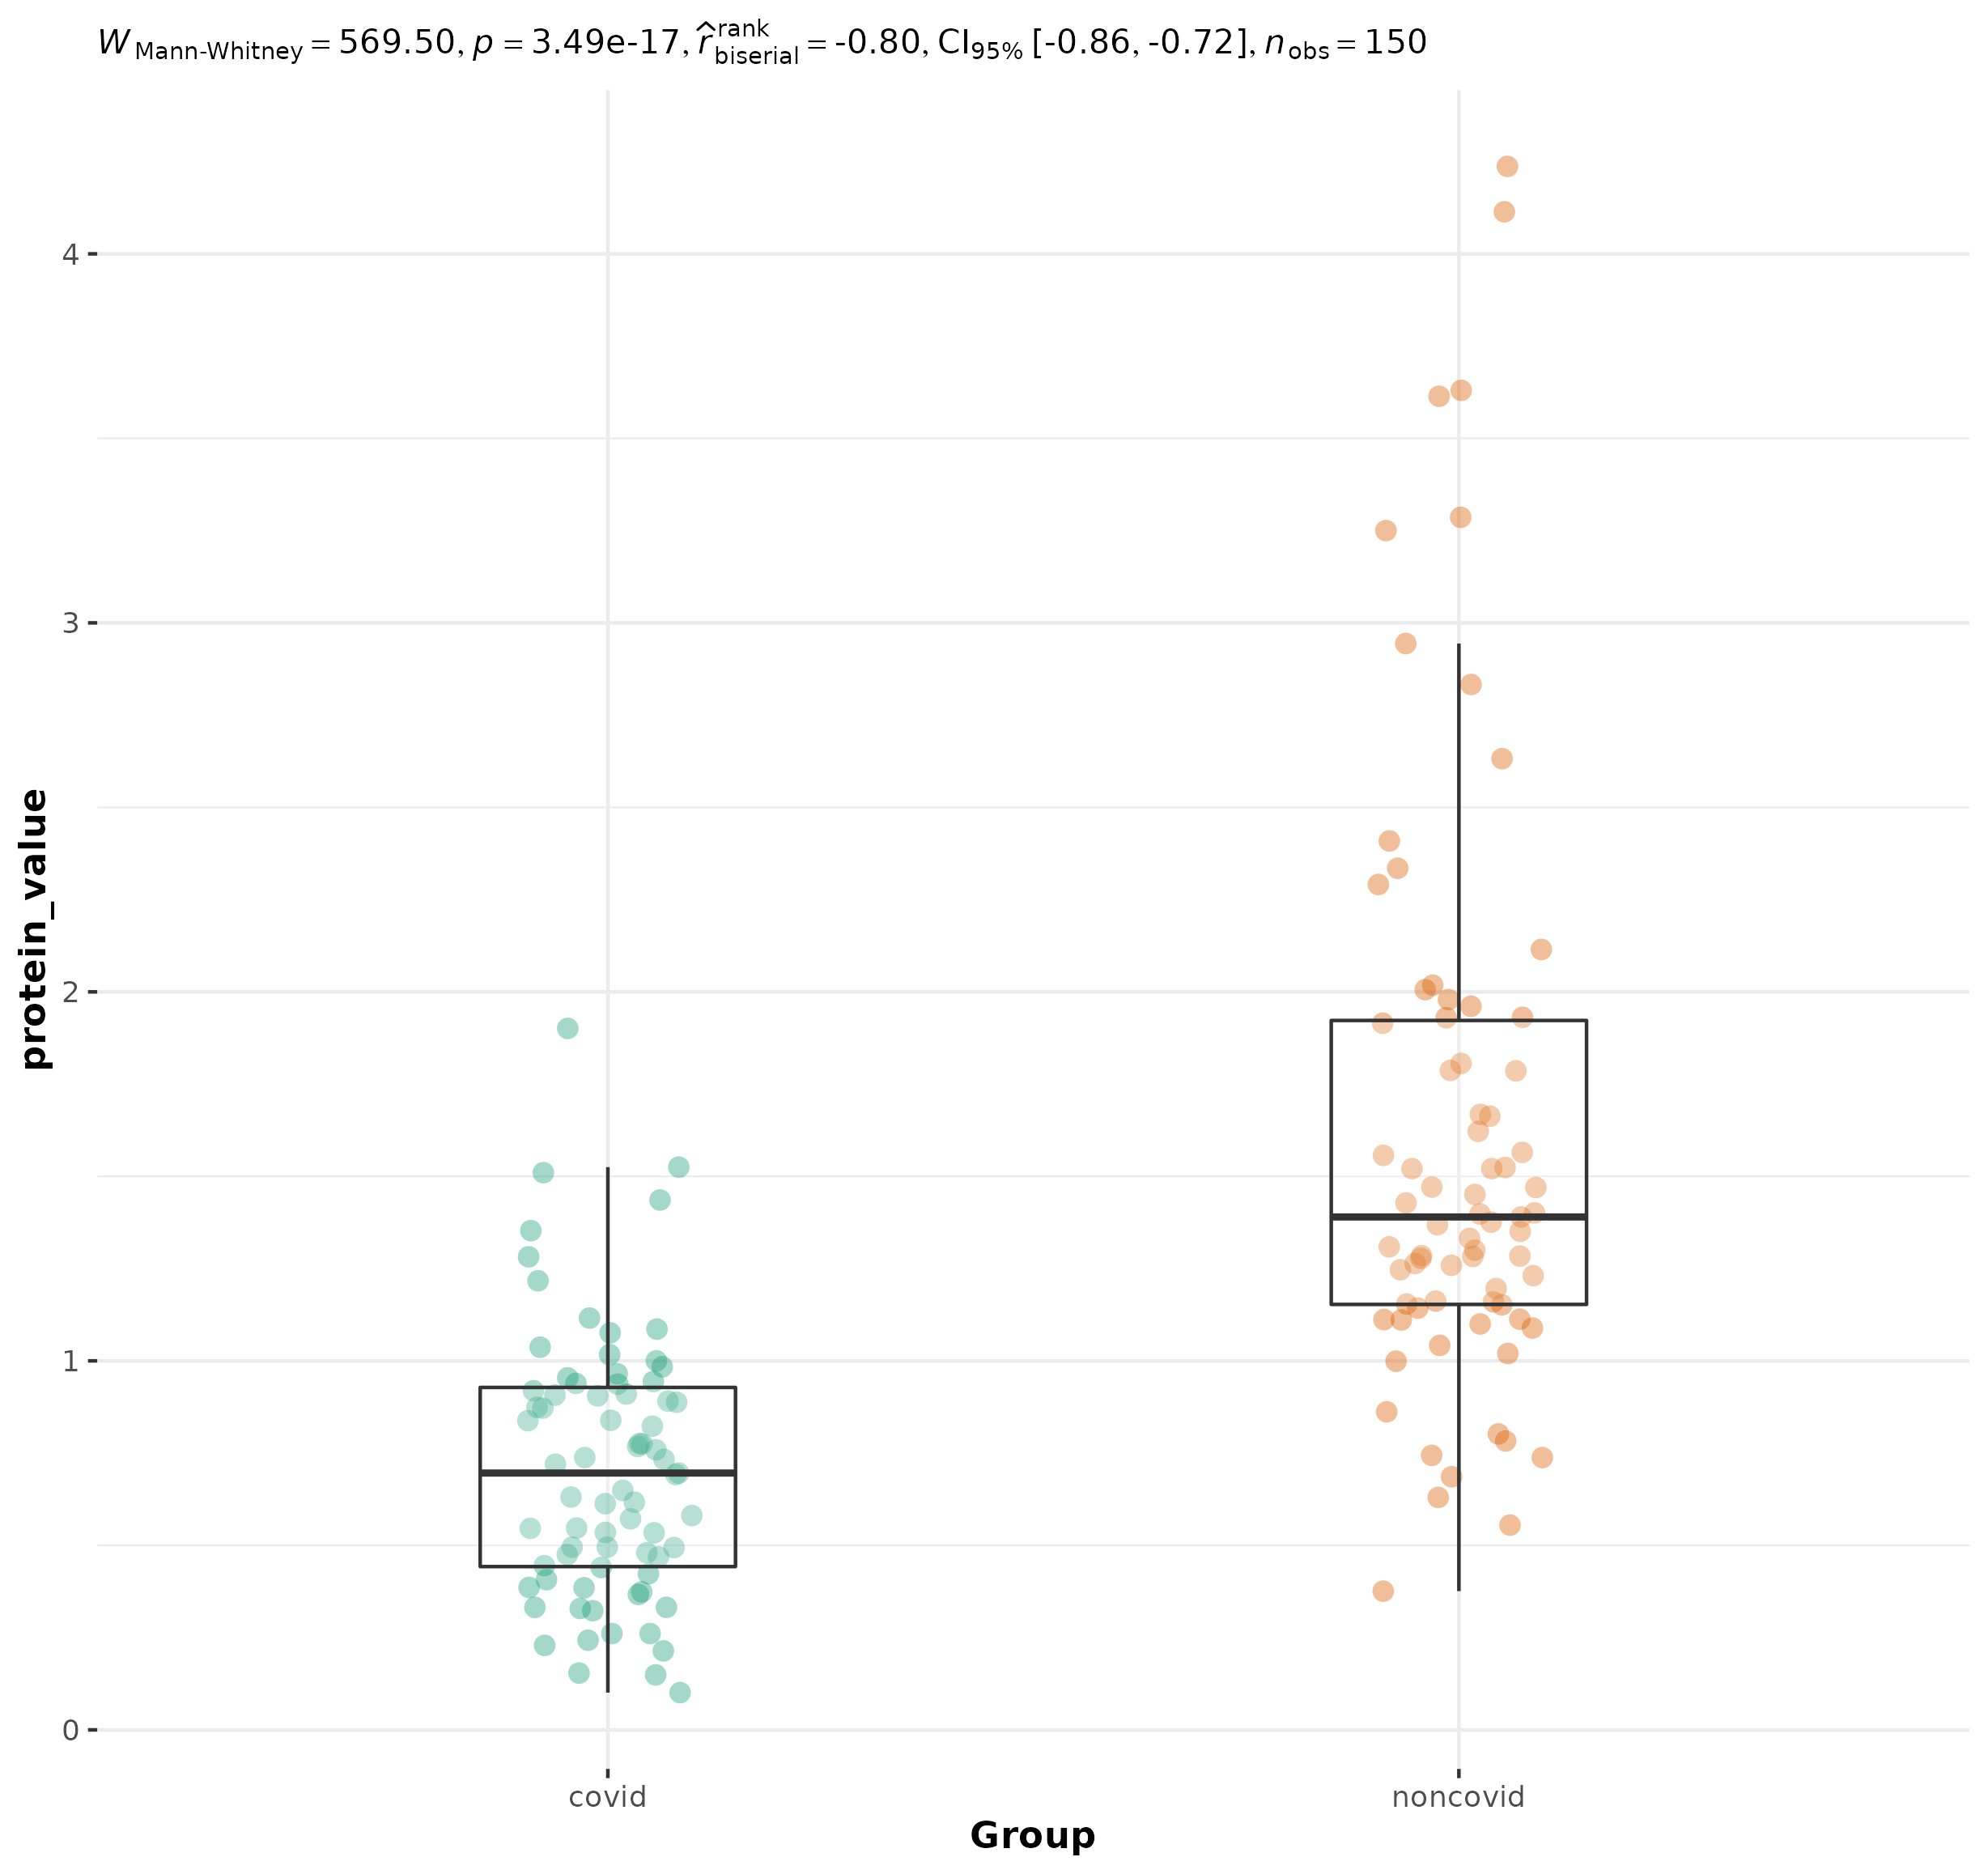 W Mann-Whitney = 569.50, p = 3.49e-17, r̂ rank biserial = -0.80, CI95% [-0.86, -0.72], n obs = 150
protein_value
4
3
2
1
0
covid noncovid
Group